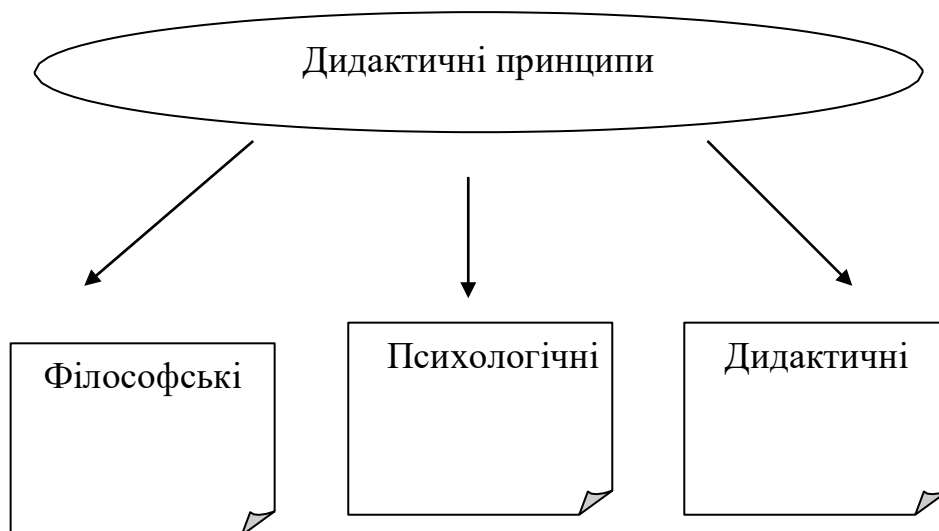 Дидактичні принципи
Філософські
Психологічні
Дидактичні